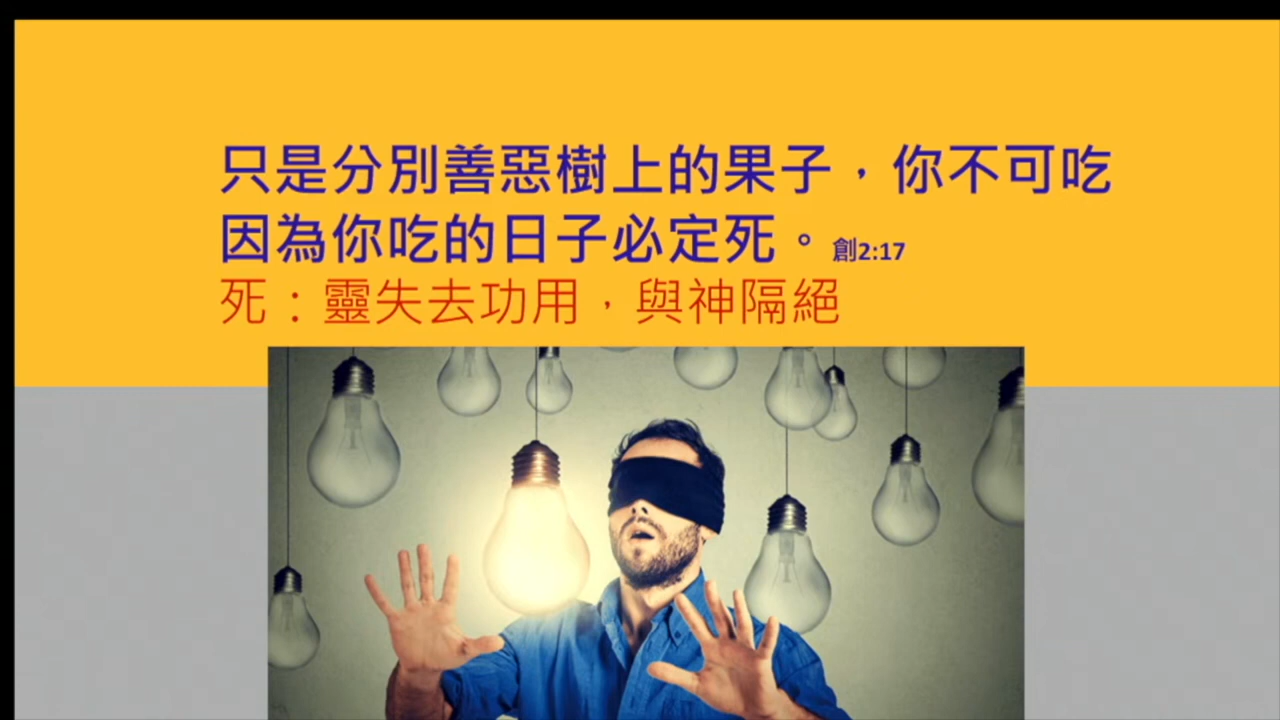 只是分別善惡樹上的果子，你不可吃
因為你吃的日子必定死。創2:17
死：靈失去功用，與神隔絕